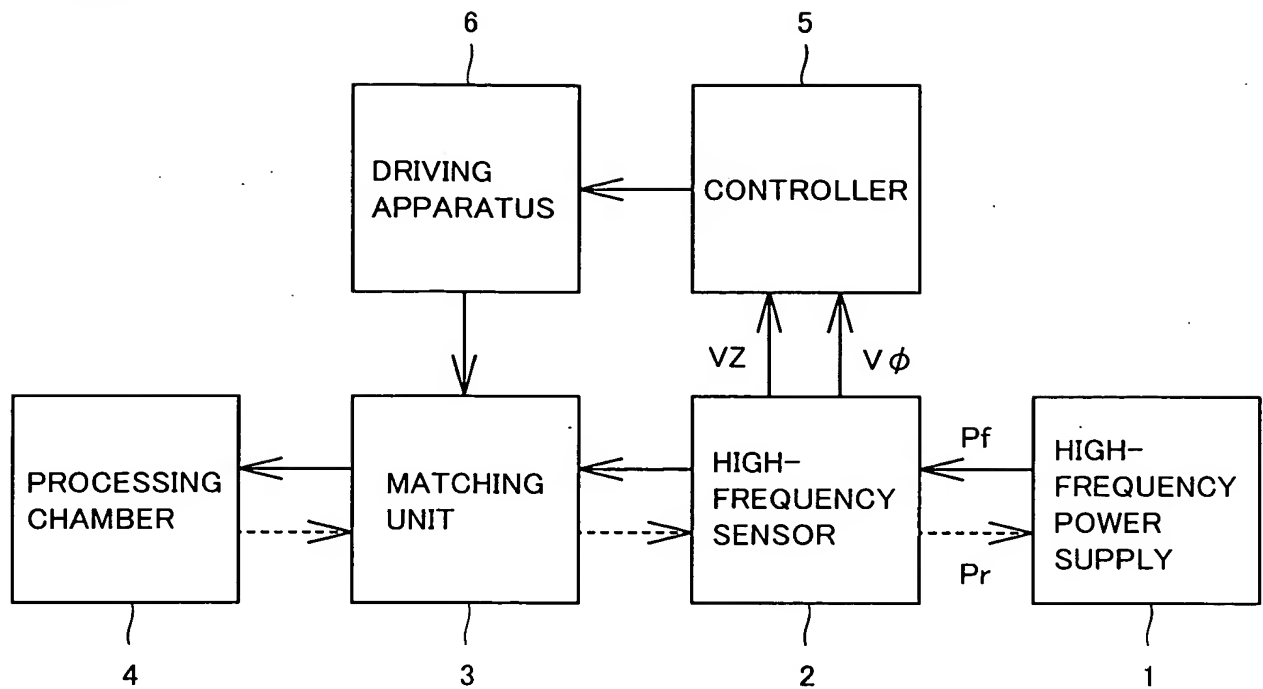 6
5
DRIVING
APPARATUS
CONTROLLER
VZ
Vφ
PROCESSING
CHAMBER
MATCHING
UNIT
HIGH-
FREQUENCY
SENSOR
Pf
Pr
HIGH-
FREQUENCY
POWER
SUPPLY
4
3
2
1